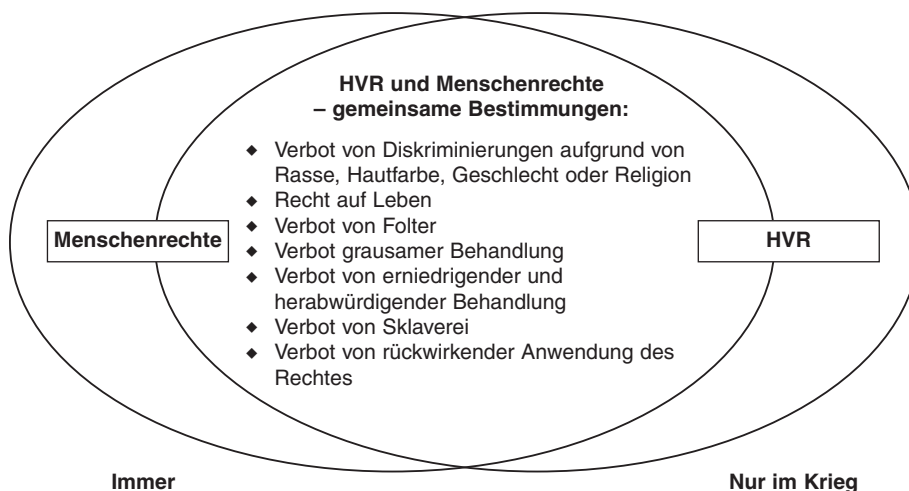 HVR und Menschenrechte
– gemeinsame Bestimmungen:
◆ Verbot von Diskriminierungen aufgrund von
Rasse, Hautfarbe, Geschlecht oder Religion
◆ Recht auf Leben
◆ Verbot von Folter
◆ Verbot grausamer Behandlung
◆ Verbot von erniedrigender und
herabwürdigender Behandlung
◆ Verbot von Sklaverei
◆ Verbot von rückwirkender Anwendung des
Rechtes
Menschenrechte
HVR
Immer
Nur im Krieg